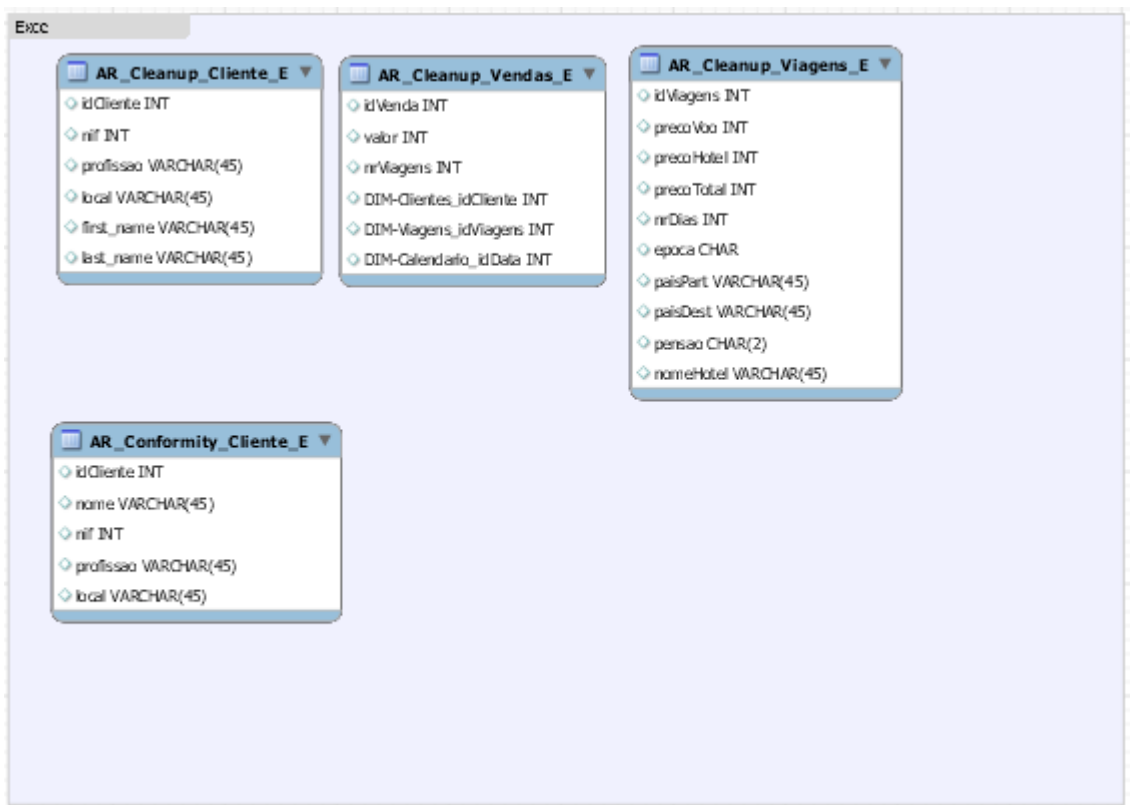 Exce
AR_Cleanup_Cliente_E
idCliente INT
nif INT
profissao VARCHAR(45)
local VARCHAR(45)
first_name VARCHAR(45)
last_name VARCHAR(45)
AR_Cleanup_Vendas_E
idVenda INT
valor INT
nrViagens INT
DIM-Clientes_idCliente INT
DIM-Viagens_idViagens INT
DIM-Calendario_idData INT
AR_Cleanup_Viagens_E
idViagens INT
precoVoo INT
precoHotel INT
precoTotal INT
nrDias INT
epoca CHAR
paisPart VARCHAR(45)
paisDest VARCHAR(45)
pensao CHAR(2)
nomeHotel VARCHAR(45)
AR_Conformity_Cliente_E
idCliente INT
nome VARCHAR(45)
nif INT
profissao VARCHAR(45)
local VARCHAR(45)